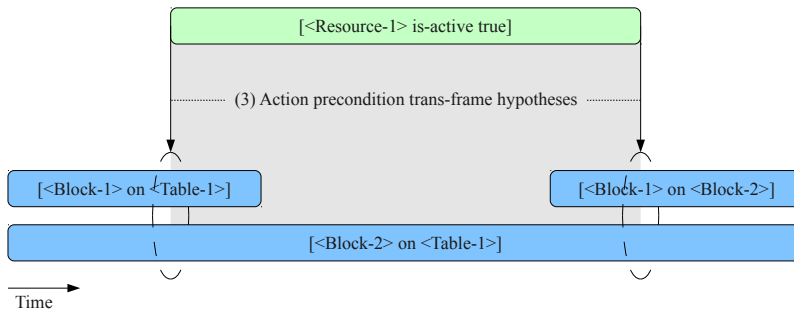 [<Resource-1> is-active true]
(3) Action precondition trans-frame hypotheses
[<Block-1> on <Table-1>]
[<Block-1> on <Block-2>]
[<Block-2> on <Table-1>]
Time